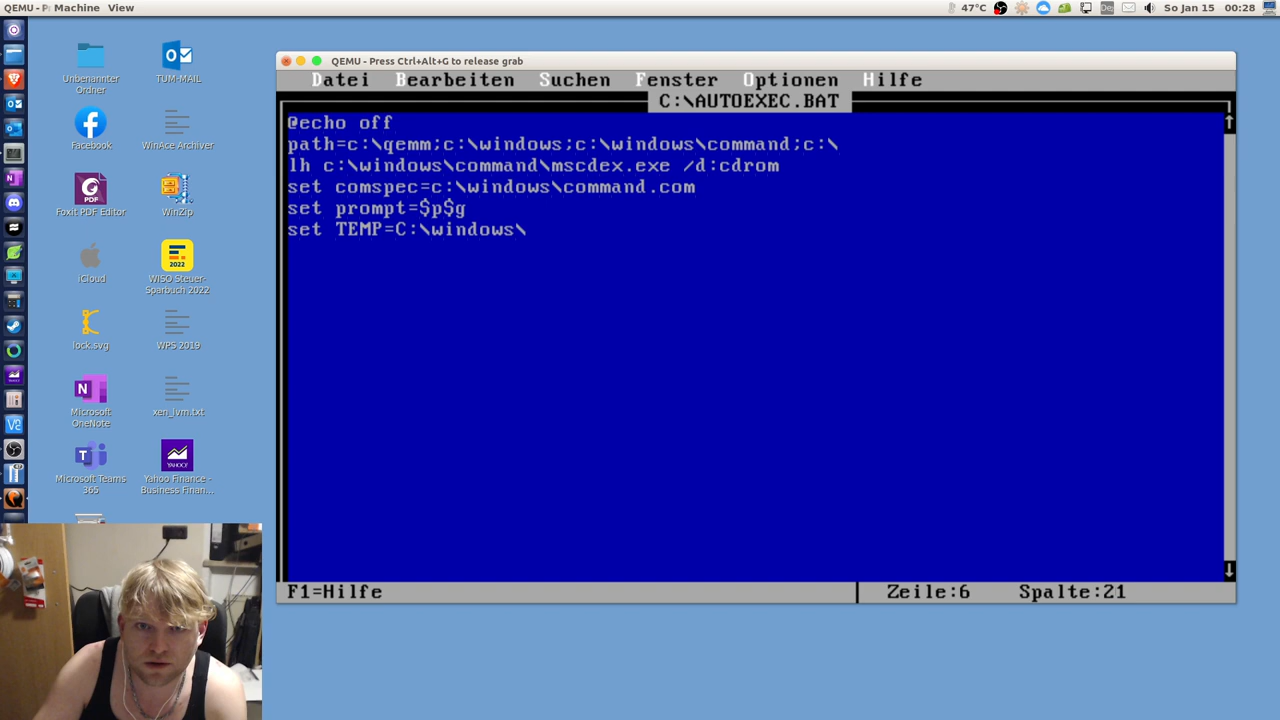 QEMU - P Machine View
47°C De So Jan 15 00:28
Unbenannter Ordner
TUM-MAIL
Facebook
WinAce Archiver
Foxit PDF Editor
WinZip
iCloud
WISO Steuer-Sparbuch 2022
2022
lock.svg
WPS 2019
Microsoft OneNote
xen_lvm.txt
Microsoft Teams 365
Yahoo Finance - Business Finan...
QEMU - Press Ctrl+Alt+G to release grab
Datei Bearbeiten Suchen Fenster Optionen Hilfe
C:\AUTOEXEC.BAT
@echo off
path=c:\qemm;c:\windows;c:\windows\command;c:\
lh c:\windows\command\mscdex.exe /d:cdrom
set comspec=c:\windows\command.com
set prompt=$p$g
set TEMP=C:\windows\
F1=Hilfe Zeile:6 Spalte:21